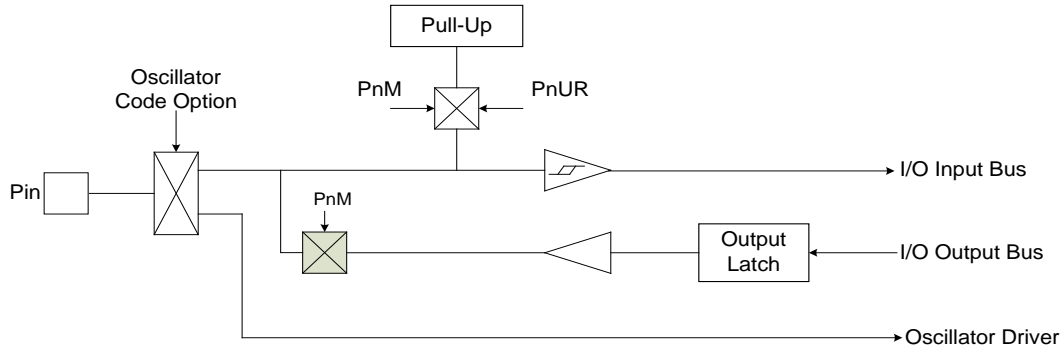 Pull-Up
Oscillator
Code Option
PnM
PnUR
Pin
I/O Input Bus
PnM
Output
Latch
I/O Output Bus
Oscillator Driver